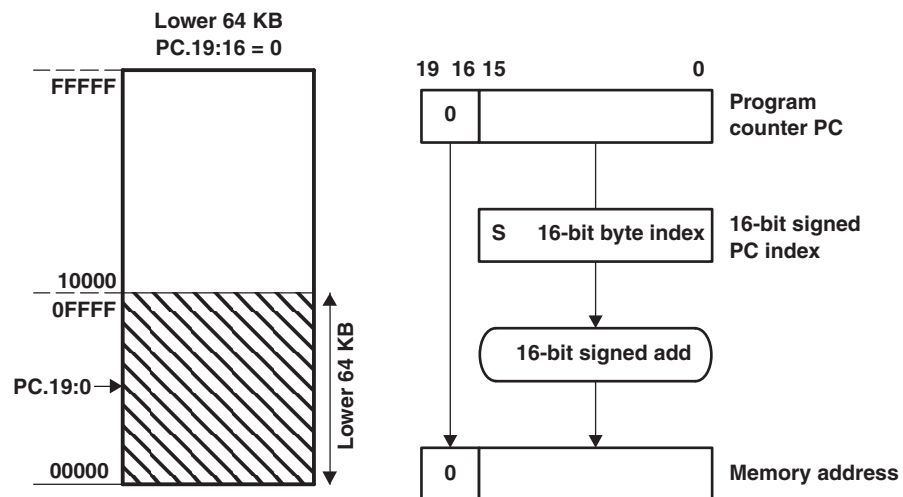 Lower 64 KB
PC.19:16 = 0
FFFFF
10000
0FFFF
PC.19:0
00000
Lower 64 KB
19 16 15 0
0
Program
counter PC
S 16-bit byte index
16-bit signed
PC index
16-bit signed add
0
Memory address